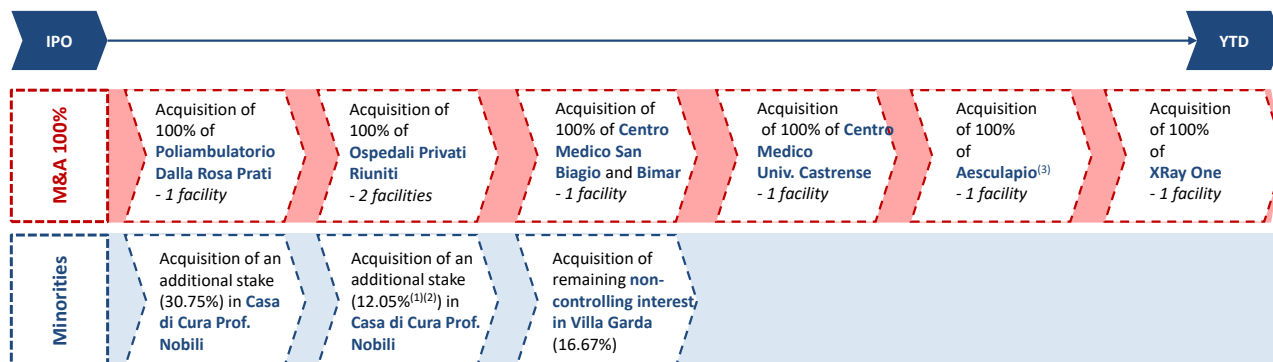 IPO
YTD
M&A 100%
Acquisition of
100% of
Poliambulatorio
Dalla Rosa Prati
- 1 facility
Acquisition of
100% of
Ospedali Privati
Riuniti
- 2 facilities
Acquisition of
100% of Centro
Medico San
Biagio and Bimar
- 1 facility
Acquisition
of 100% of Centro
Medico
Univ. Castrense
- 1 facility
Acquisition
of 100%
of
Aesculapio(3)
- 1 facility
Acquisition
of 100%
of
XRay One
- 1 facility
Minorities
Acquisition of an
additional stake
(30.75%) in Casa
di Cura Prof.
Nobili
Acquisition of an
additional stake
(12.05%(1)(2)) in
Casa di Cura Prof.
Nobili
Acquisition of
remaining non-
controlling interest
in Villa Garda
(16.67%)